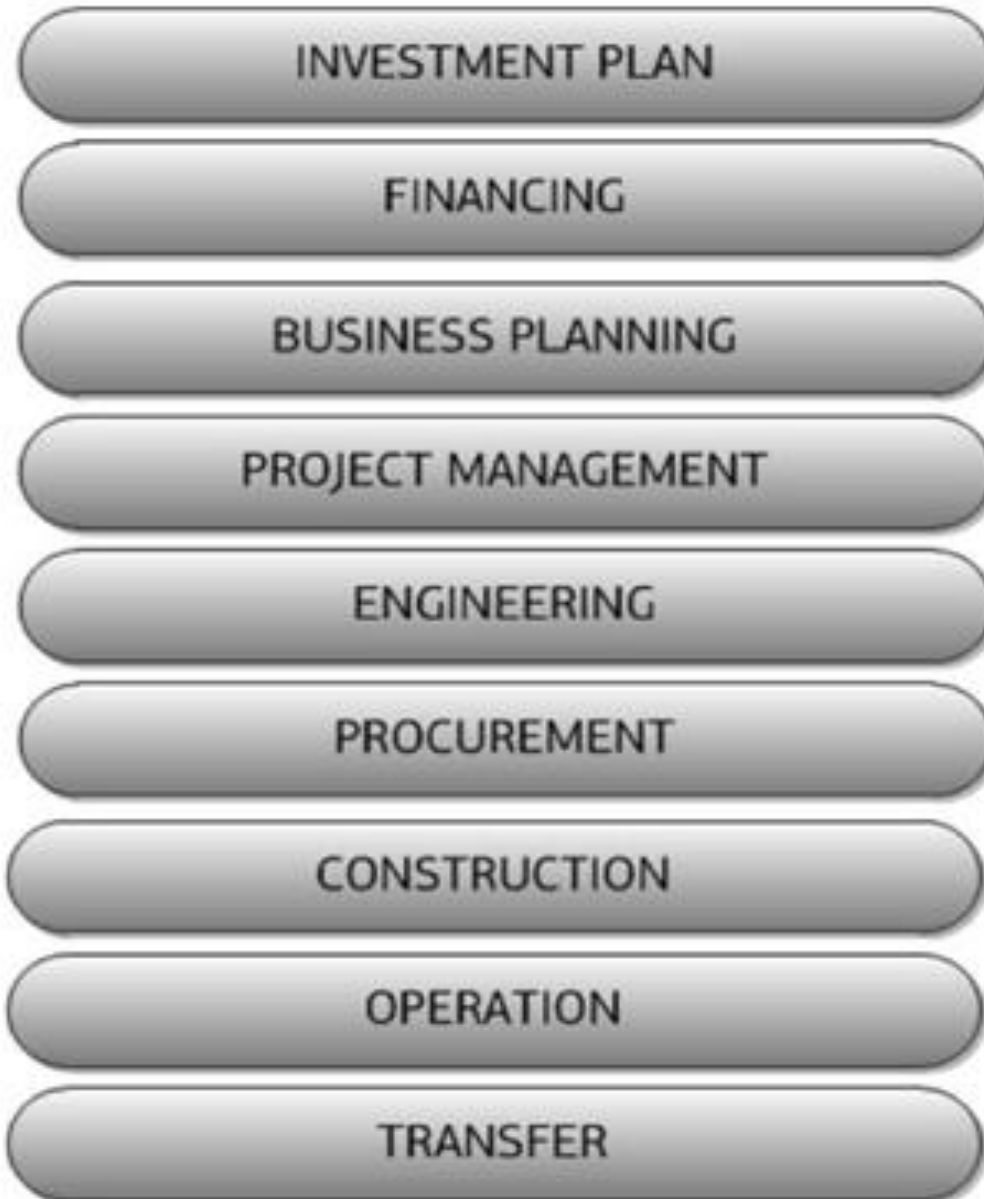 INVESTMENT PLAN
FINANCING
BUSINESS PLANNING
PROJECT MANAGEMENT
ENGINEERING
PROCUREMENT
CONSTRUCTION
OPERATION
TRANSFER